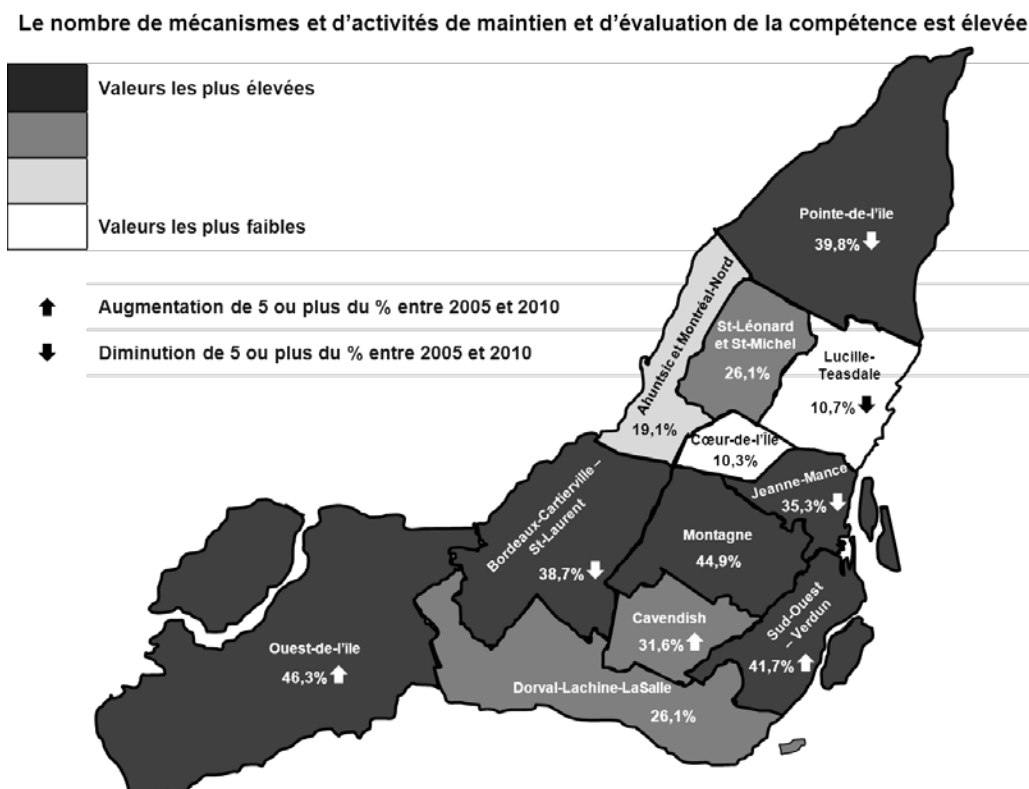 Le nombre de mécanismes et d’activités de maintien et d’évaluation de la compétence est élevée
Valeurs les plus élevées
Valeurs les plus faibles
Augmentation de 5 ou plus du % entre 2005 et 2010
Diminution de 5 ou plus du % entre 2005 et 2010
Pointe-de-l'île
39,8%
Ahuntsic et Montréal-Nord
19,1%
St-Léonard
et St-Michel
26,1%
Lucille-
Teasdale
10,7%
Cœur-de-l'Île
10,3%
Jeanne-Mance
35,3%
Bordeaux-Cartierville –
St-Laurent
38,7%
Montagne
44,9%
Cavendish
31,6%
Sud-Ouest
– Verdun
41,7%
Ouest-de-l'île
46,3%
Dorval-Lachine-LaSalle
26,1%